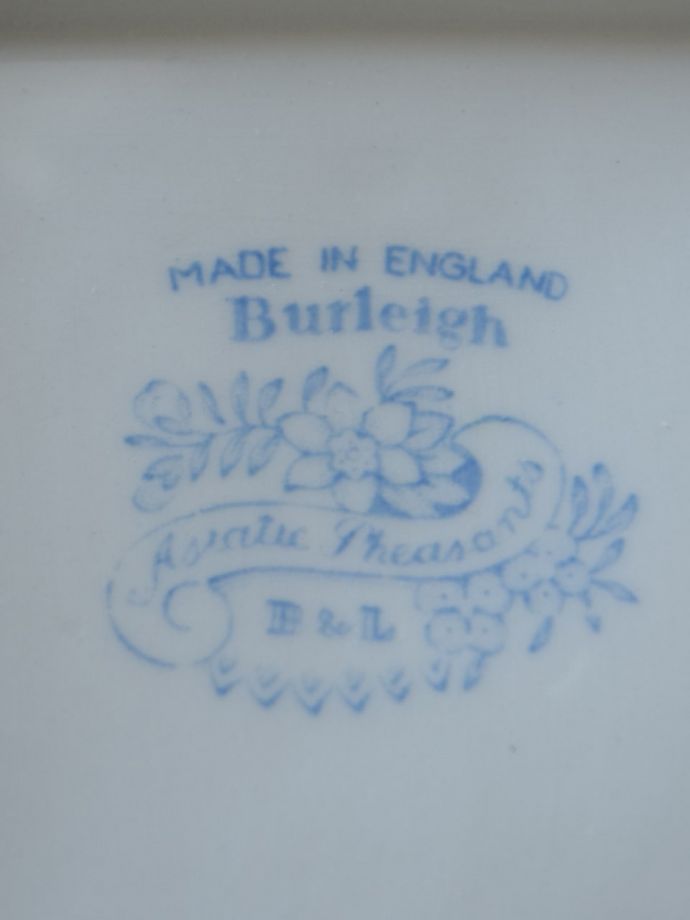 MADE IN ENGLAND
Burleigh
Asiatic Pheasants
B & L